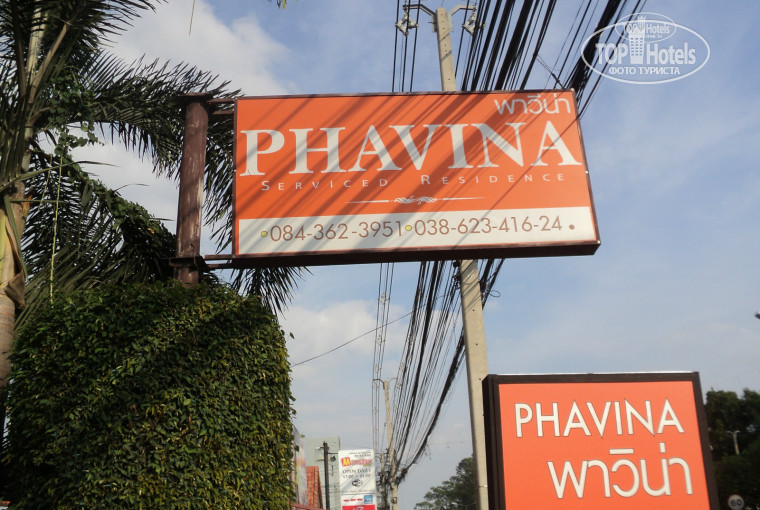 พาวีน่า
PHAVINA
SERVICED RESIDENCE
084-362-3951 038-623-416-24
PHAVINA
พาวีน่า
TOP Hotels
ФОТО ТУРИСТА
60